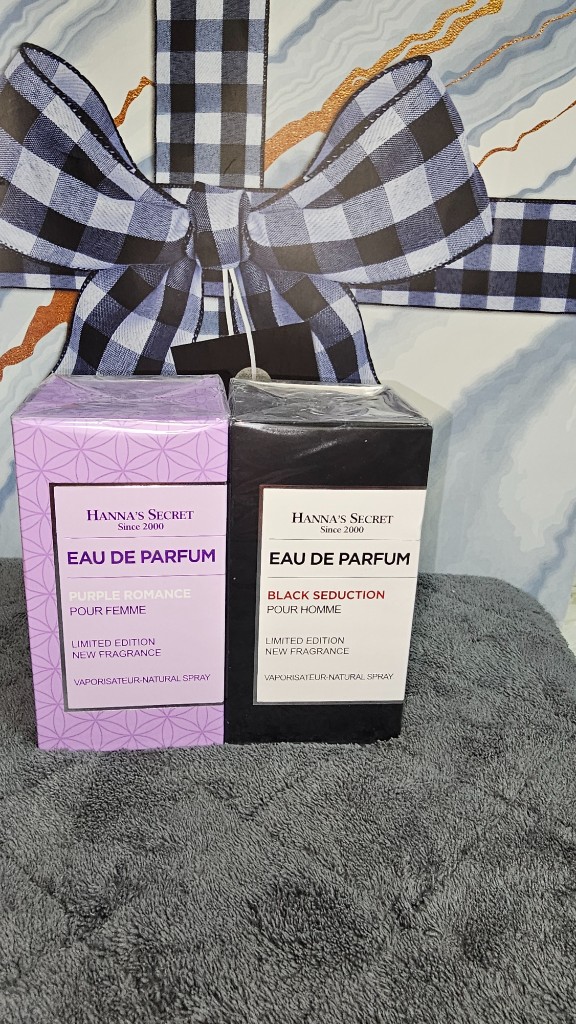 HANNA'S SECRET
Since 2000
EAU DE PARFUM
PURPLE ROMANCE
POUR FEMME
LIMITED EDITION
NEW FRAGRANCE
VAPORISATEUR-NATURAL SPRAY
HANNA'S SECRET
Since 2000
EAU DE PARFUM
BLACK SEDUCTION
POUR HOMME
LIMITED EDITION
NEW FRAGRANCE
VAPORISATEUR-NATURAL SPRAY